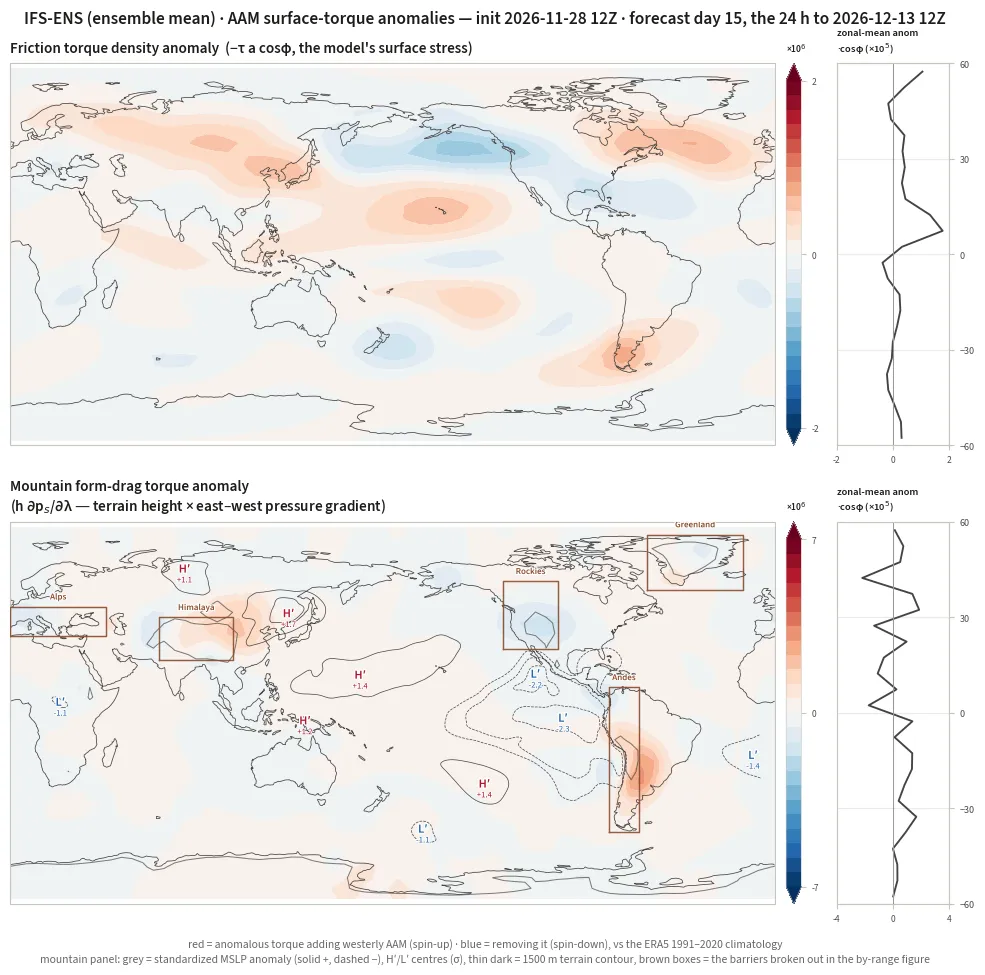 IFS-ENS (ensemble mean) · AAM surface-torque anomalies — init 2026-11-28 12Z · forecast day 15, the 24 h to 2026-12-13 12Z
Friction torque density anomaly (−τ a cosφ, the model's surface stress)
×10⁶
2
0
-2
zonal-mean anom
·cosφ (×10⁵)
60
30
0
−30
−60
-2
0
2
Mountain form-drag torque anomaly
(h ∂pₛ/∂λ — terrain height × east–west pressure gradient)
×10⁶
7
0
-7
zonal-mean anom
·cosφ (×10⁵)
60
30
0
−30
−60
-4
0
4
Greenland
Rockies
Alps
Himalaya
Andes
H′
+1.1
H′
+1.7
H′
+1.4
H′
H′
+1.4
L′
-1.1
L′
-2.2
L′
-2.3
L′
-1.4
L′
-1.1
red = anomalous torque adding westerly AAM (spin-up) · blue = removing it (spin-down), vs the ERA5 1991–2020 climatology
mountain panel: grey = standardized MSLP anomaly (solid +, dashed −), H′/L′ centres (σ), thin dark = 1500 m terrain contour, brown boxes = the barriers broken out in the by-range figure